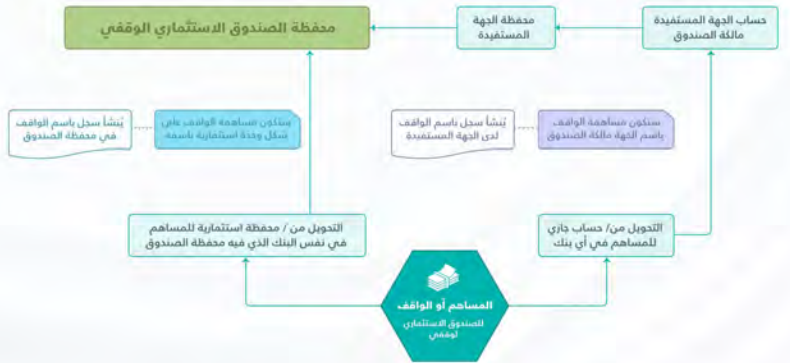 حساب الجهة المستفيدة
مالكة الصندوق
محفظة الجهة
المستفيدة
محفظة الصندوق الاستثماري الوقفي
ستكون مساهمة الواقف
باسم الجهة مالكة الصندوق
يُنشأ سجل باسم الواقف
لدى الجهة المستفيدة
ستكون مساهمة الواقف على
شكل وحدة استثمارية باسمه
يُنشأ سجل باسم الواقف
في محفظة الصندوق
التحويل من/ حساب جاري
للمساهم في أي بنك
التحويل من / محفظة استثمارية للمساهم
في نفس البنك الذي فيه محفظة الصندوق
المساهم أو الواقف
للصندوق الاستثماري
لوقفي